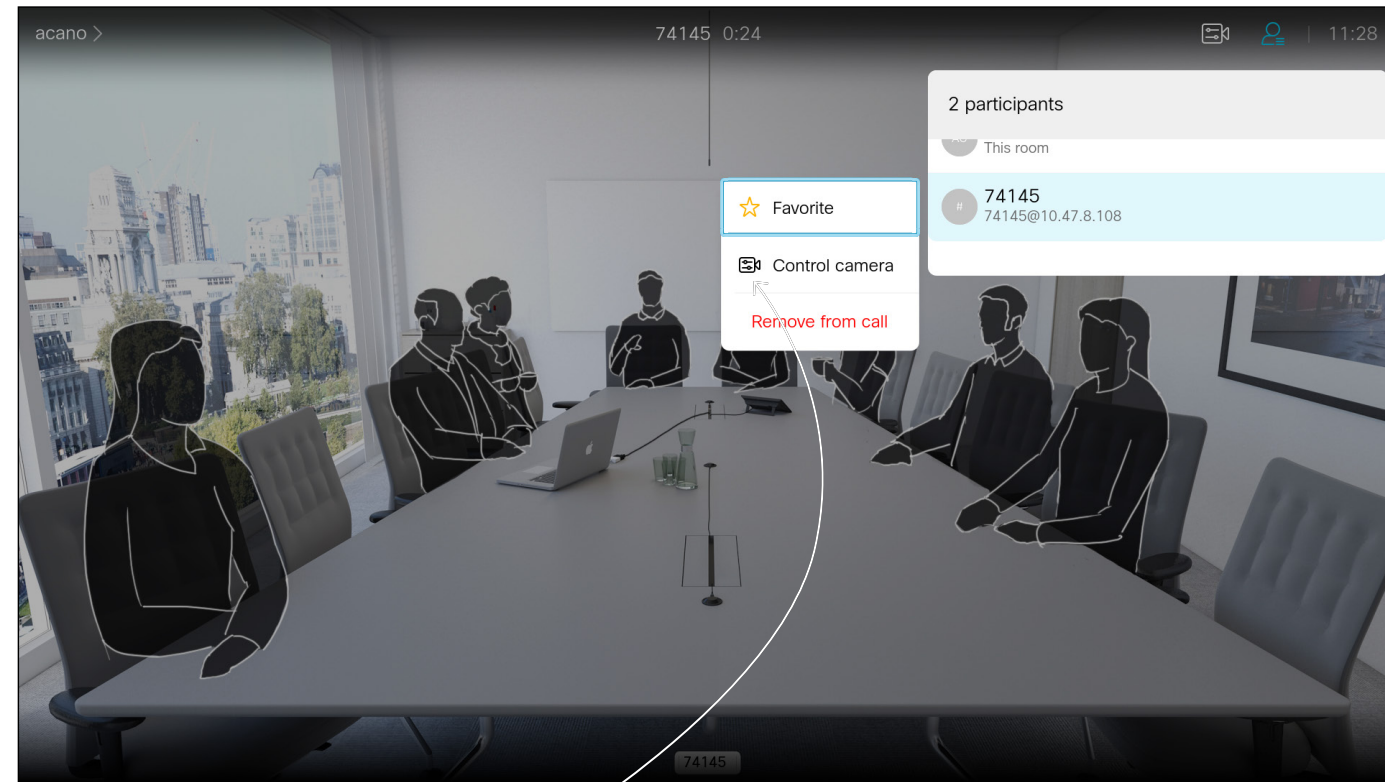 acano
74145 0:24
11:28
2 participants
This room
#
74145
74145@10.47.8.108
Favorite
Control camera
Remove from call
74145